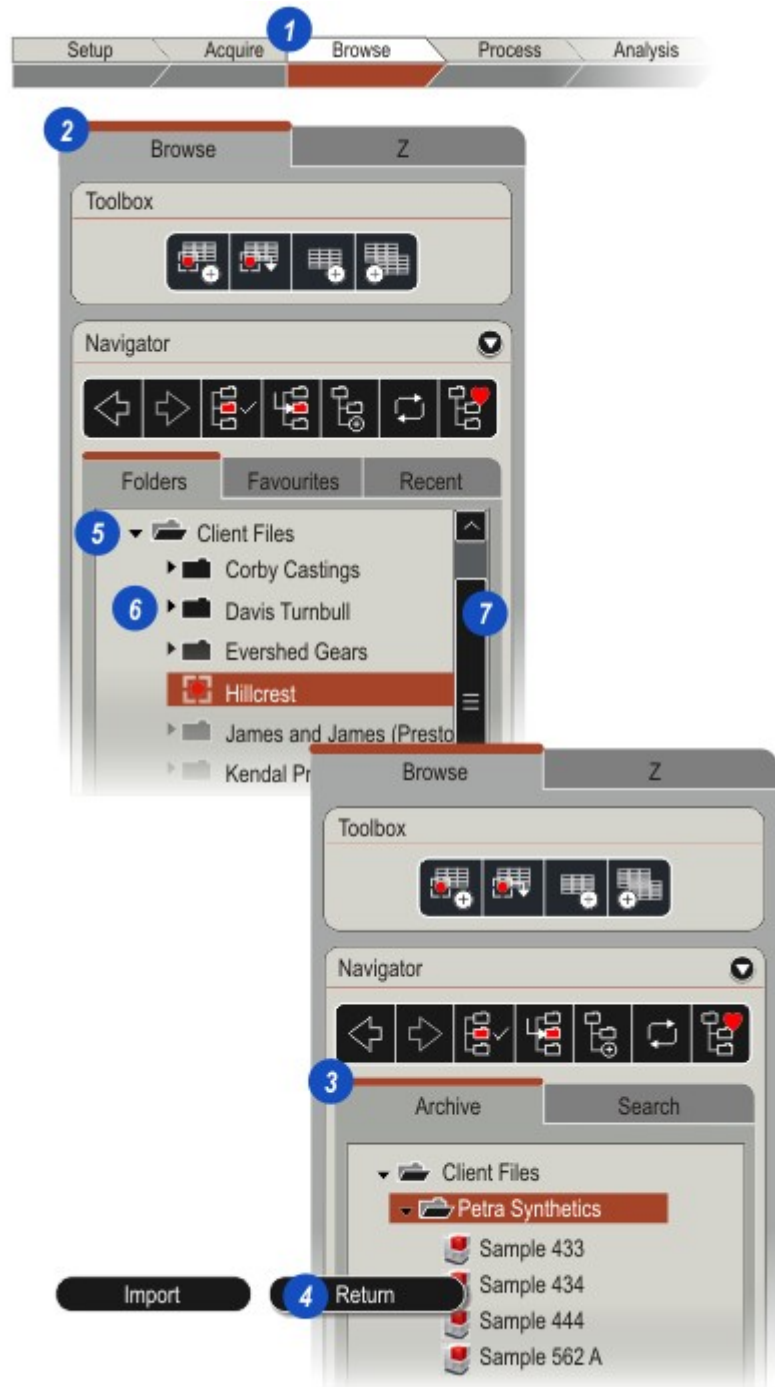 1
Setup Acquire Browse Process Analysis
2
Browse Z
Toolbox
Navigator
Folders Favourites Recent
5 Client Files
Corby Castings
6 Davis Turnbull 7
Evershed Gears
Hillcrest
James and James (Presto
Kendal Pr
Browse Z
Toolbox
Navigator
3
Archive Search
Client Files
Petra Synthetics
Sample 433
Import 4 Return Sample 434
Sample 444
Sample 562 A